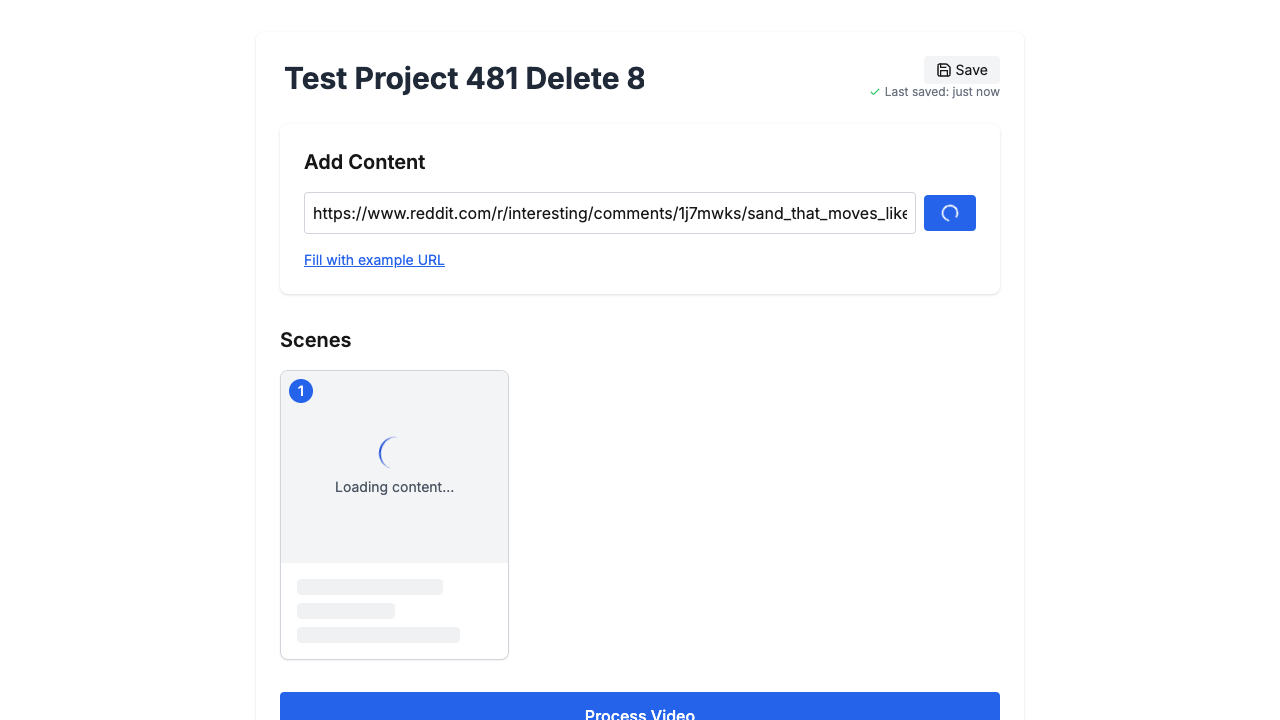 Test Project 481 Delete 8
Save
Last saved: just now
Add Content
https://www.reddit.com/r/interesting/comments/1j7mwks/sand_that_moves_like
Fill with example URL
Scenes
1
Loading content...
Process Video